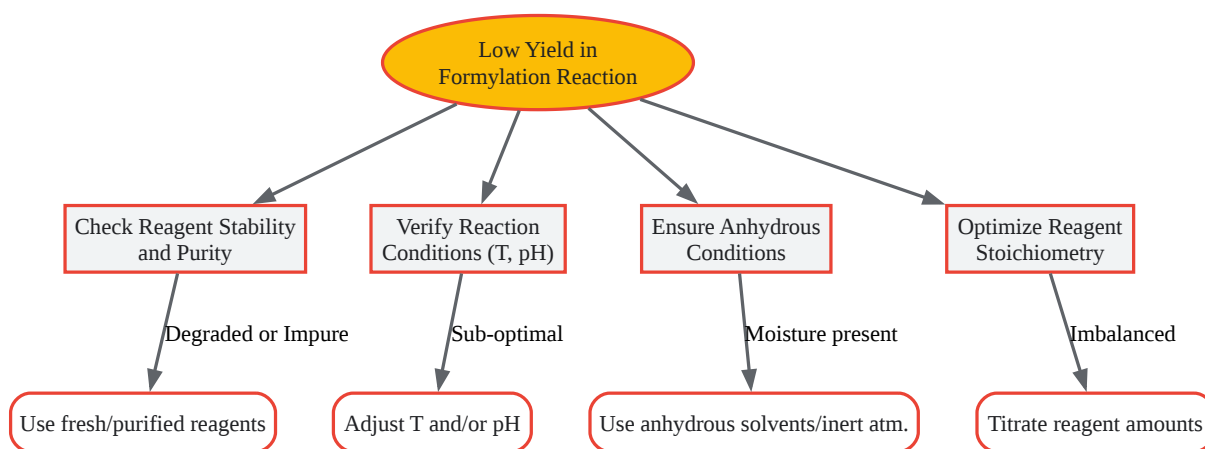 Low Yield in
Formylation Reaction
Check Reagent Stability
and Purity
Verify Reaction
Conditions (T, pH)
Ensure Anhydrous
Conditions
Optimize Reagent
Stoichiometry
Degraded or Impure
Sub-optimal
Moisture present
Imbalanced
Use fresh/purified reagents
Adjust T and/or pH
Use anhydrous solvents/inert atm.
Titrate reagent amounts